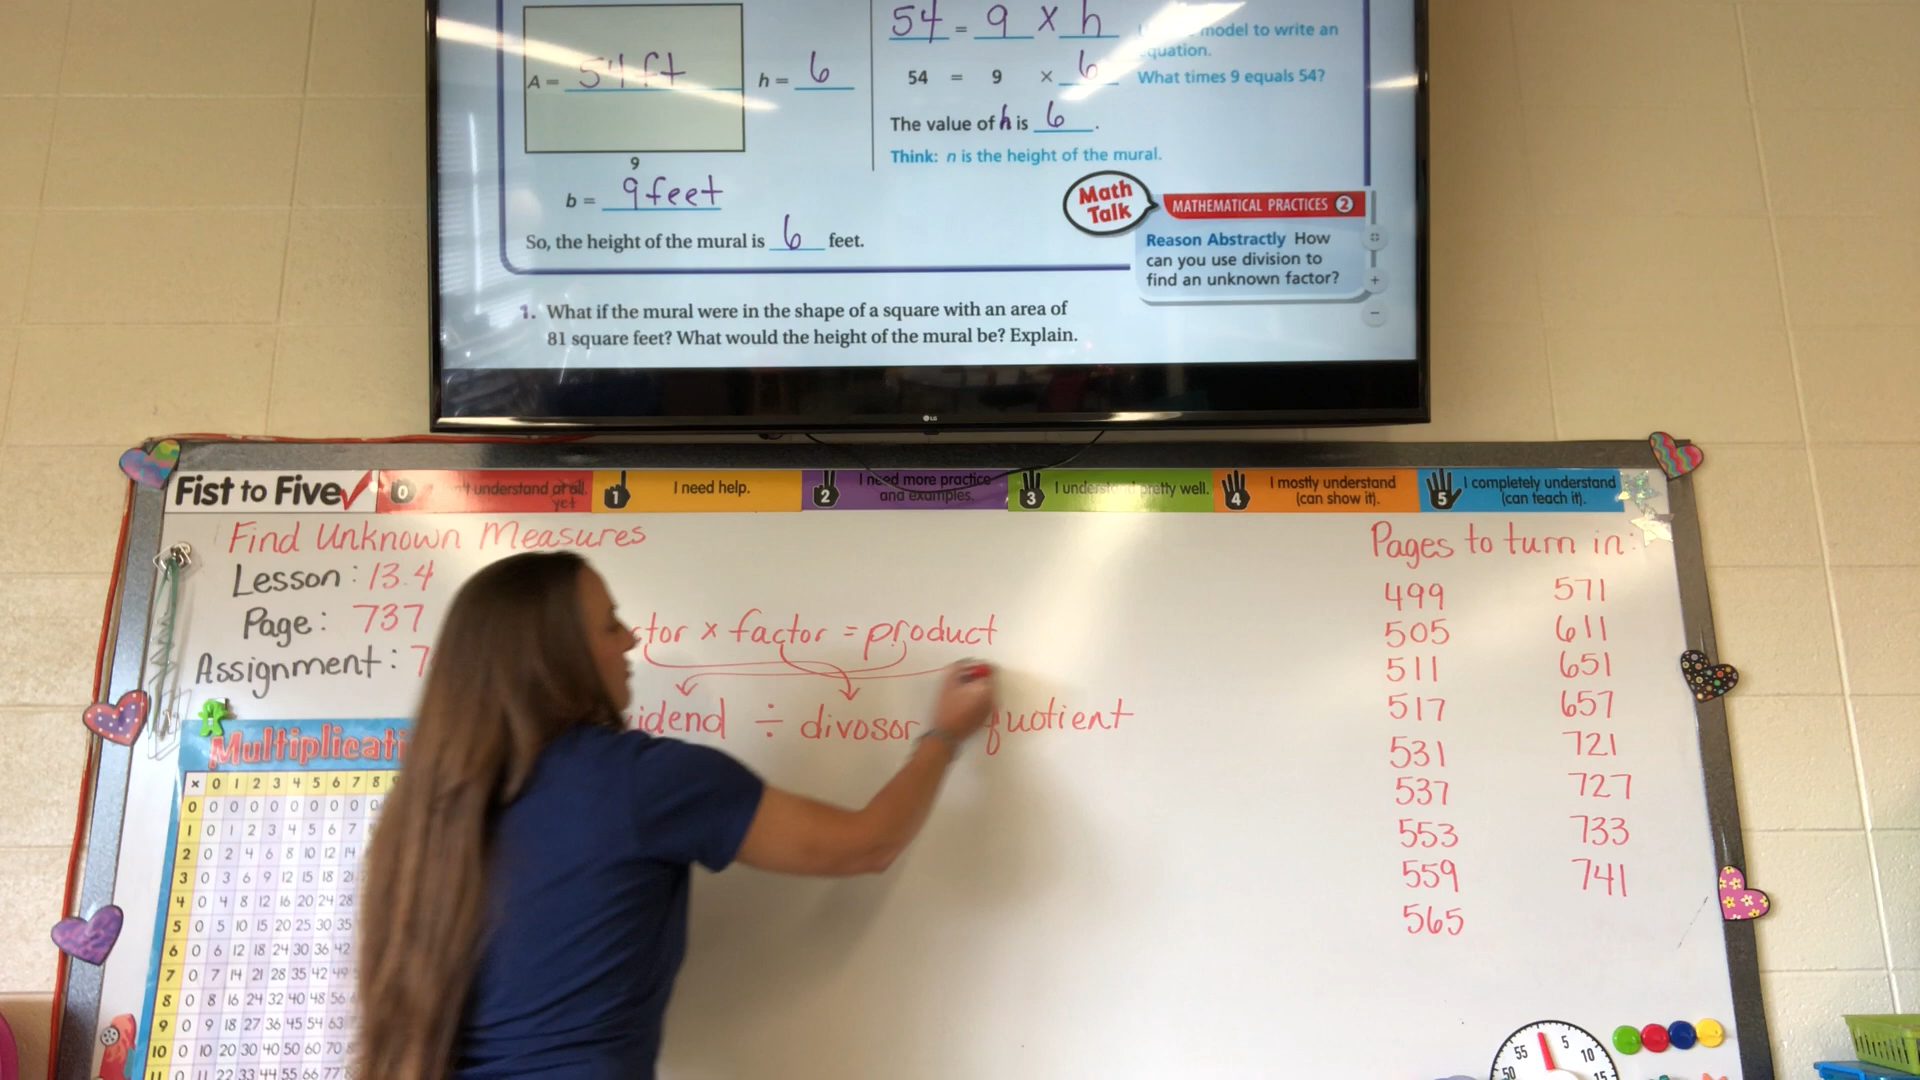 54 = 9 x h
model to write an
equation.
A = 54 ft
h = 6
54 = 9 × 6
What times 9 equals 54?
The value of h is 6.
Think: n is the height of the mural.
9
b = 9 feet
So, the height of the mural is 6 feet.
Math
Talk
MATHEMATICAL PRACTICES 2
Reason Abstractly How
can you use division to
find an unknown factor?
1. What if the mural were in the shape of a square with an area of
81 square feet? What would the height of the mural be? Explain.
LG
Fist to Five
0 understand at all.
yet
1 I need help.
2 I need more practice
and examples.
3 I understand pretty well.
4 I mostly understand
(can show it).
5 I completely understand
(can teach it).
Find Unknown Measures
Lesson: 13.4
Page: 737
Assignment: 7
ctor x factor = product
idend ÷ divosor quotient
Pages to turn in:
499 571
505 611
511 651
517 657
531 721
537 727
553 733
559 741
565
Multiplicati
x 0 1 2 3 4 5 6 7 8
0 0 0 0 0 0 0 0 0 0
1 0 1 2 3 4 5 6 7
2 0 2 4 6 8 10 12 14
3 0 3 6 9 12 15 18 21
4 0 4 8 12 16 20 24 28
5 0 5 10 15 20 25 30 35
6 0 6 12 18 24 30 36 42
7 0 7 14 21 28 35 42 49
8 0 8 16 24 32 40 48 56
9 0 9 18 27 36 45 54 63
10 0 10 20 30 40 50 60 70
11 0 11 22 33 44 55 66 77
55 5 10
50 15